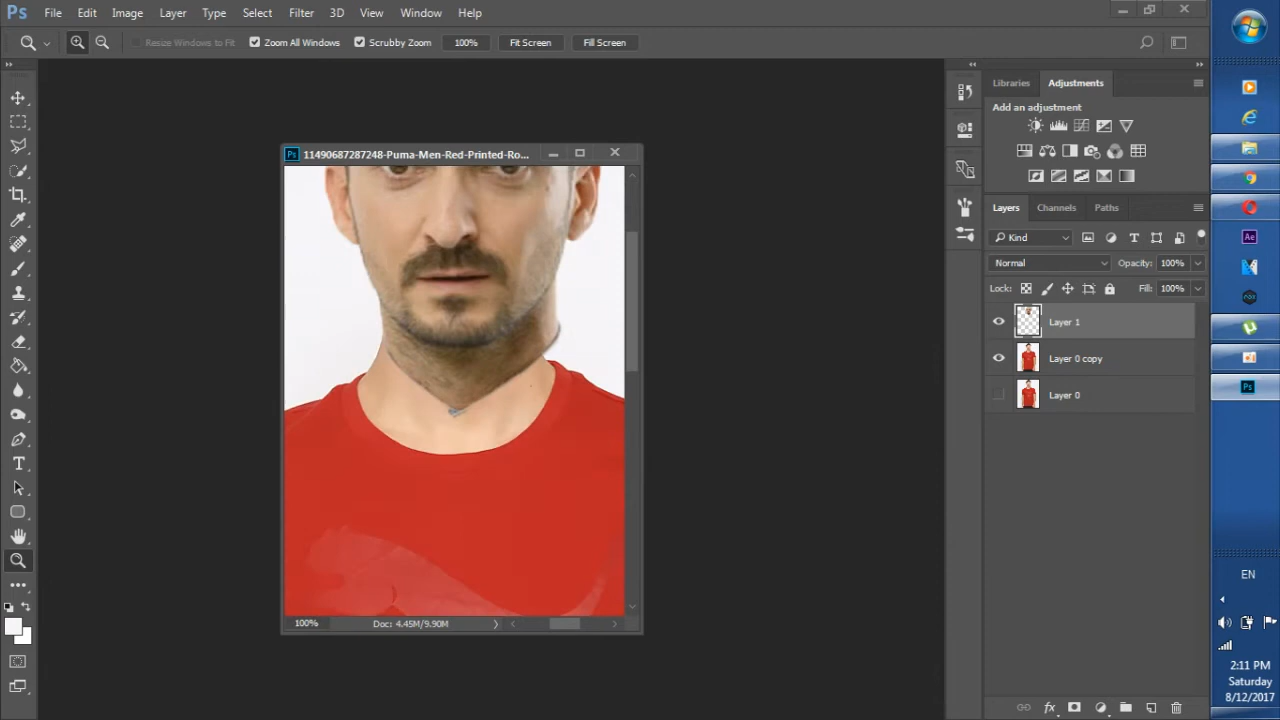 Ps File Edit Image Layer Type Select Filter 3D View Window Help
Resize Windows to Fit Zoom All Windows Scrubby Zoom 100% Fit Screen Fill Screen
Libraries Adjustments
Add an adjustment
Ps 11490687287248-Puma-Men-Red-Printed-Ro...
Layers Channels Paths
Kind
Normal Opacity: 100%
Lock: Fill: 100%
Layer 1
Layer 0 copy
Layer 0
100% Doc: 4.45M/9.90M
Ae
Ps
EN
2:11 PM
Saturday
8/12/2017